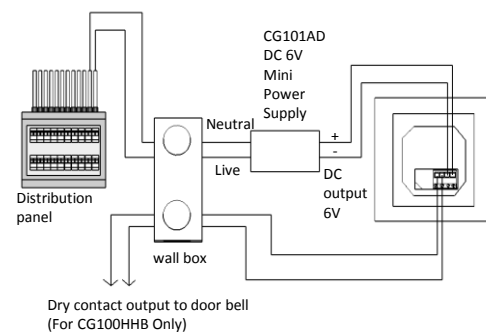 CG101AD
DC 6V
Mini
Power
Supply
Neutral
+
-
Live
DC
output
6V
Distribution
panel
wall box
Dry contact output to door bell
(For CG100HHB Only)